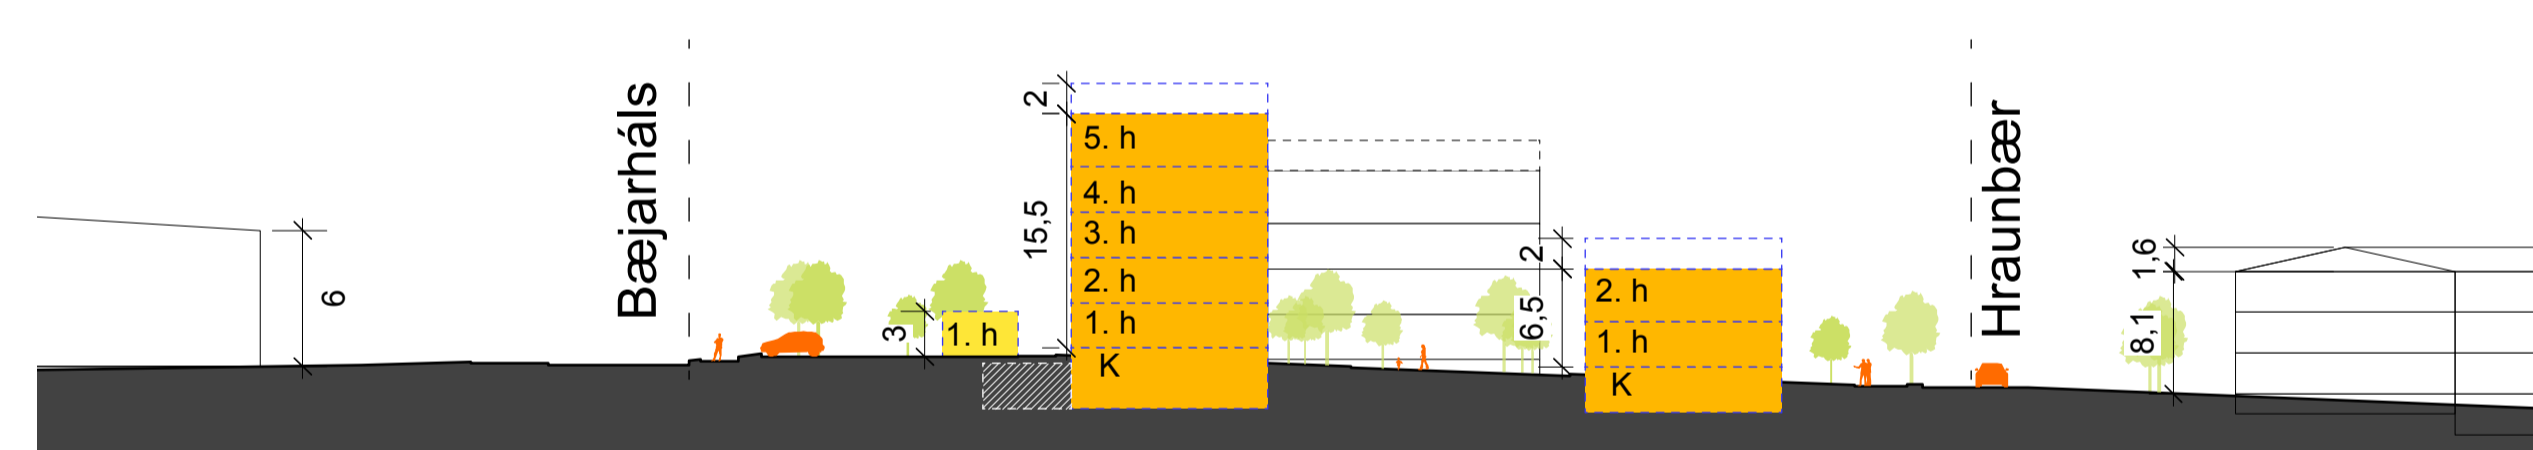 6
Bæjarháls
3
1. h
2
15,5
5. h
4. h
3. h
2. h
1. h
K
2
6,5
2. h
1. h
K
Hraunbær
1,6
8,1